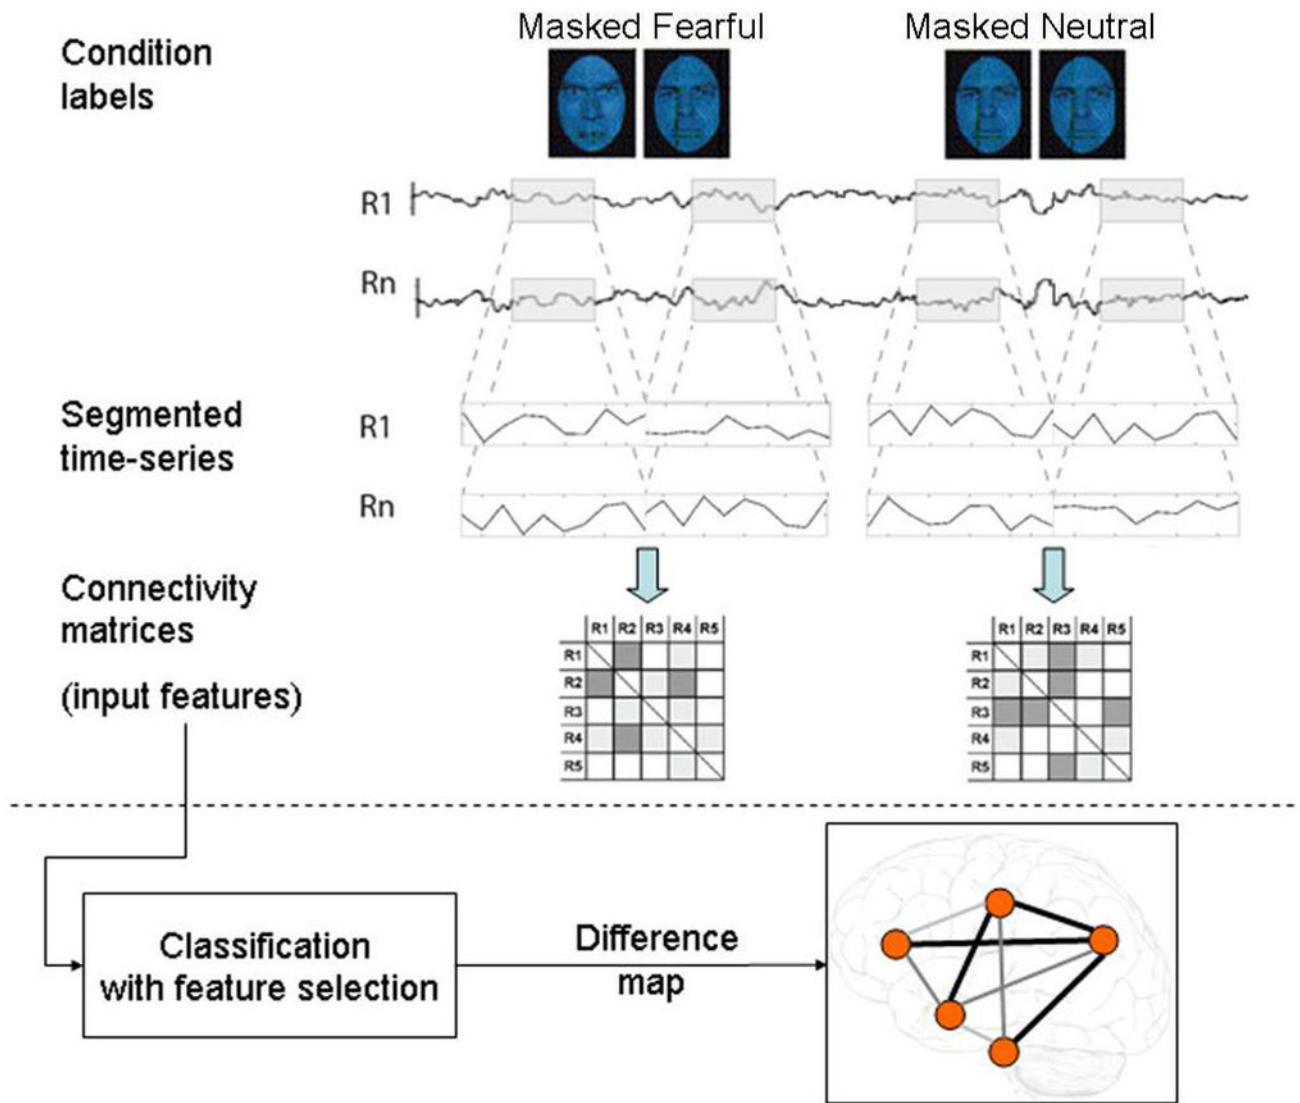 Masked Fearful
Masked Neutral
Condition
labels
R1
Rn
Segmented
time-series
R1
Rn
Connectivity
matrices
(input features)
R1 R2 R3 R4 R5
R1
R2
R3
R4
R5
R1 R2 R3 R4 R5
R1
R2
R3
R4
R5
Classification
with feature selection
Difference
map